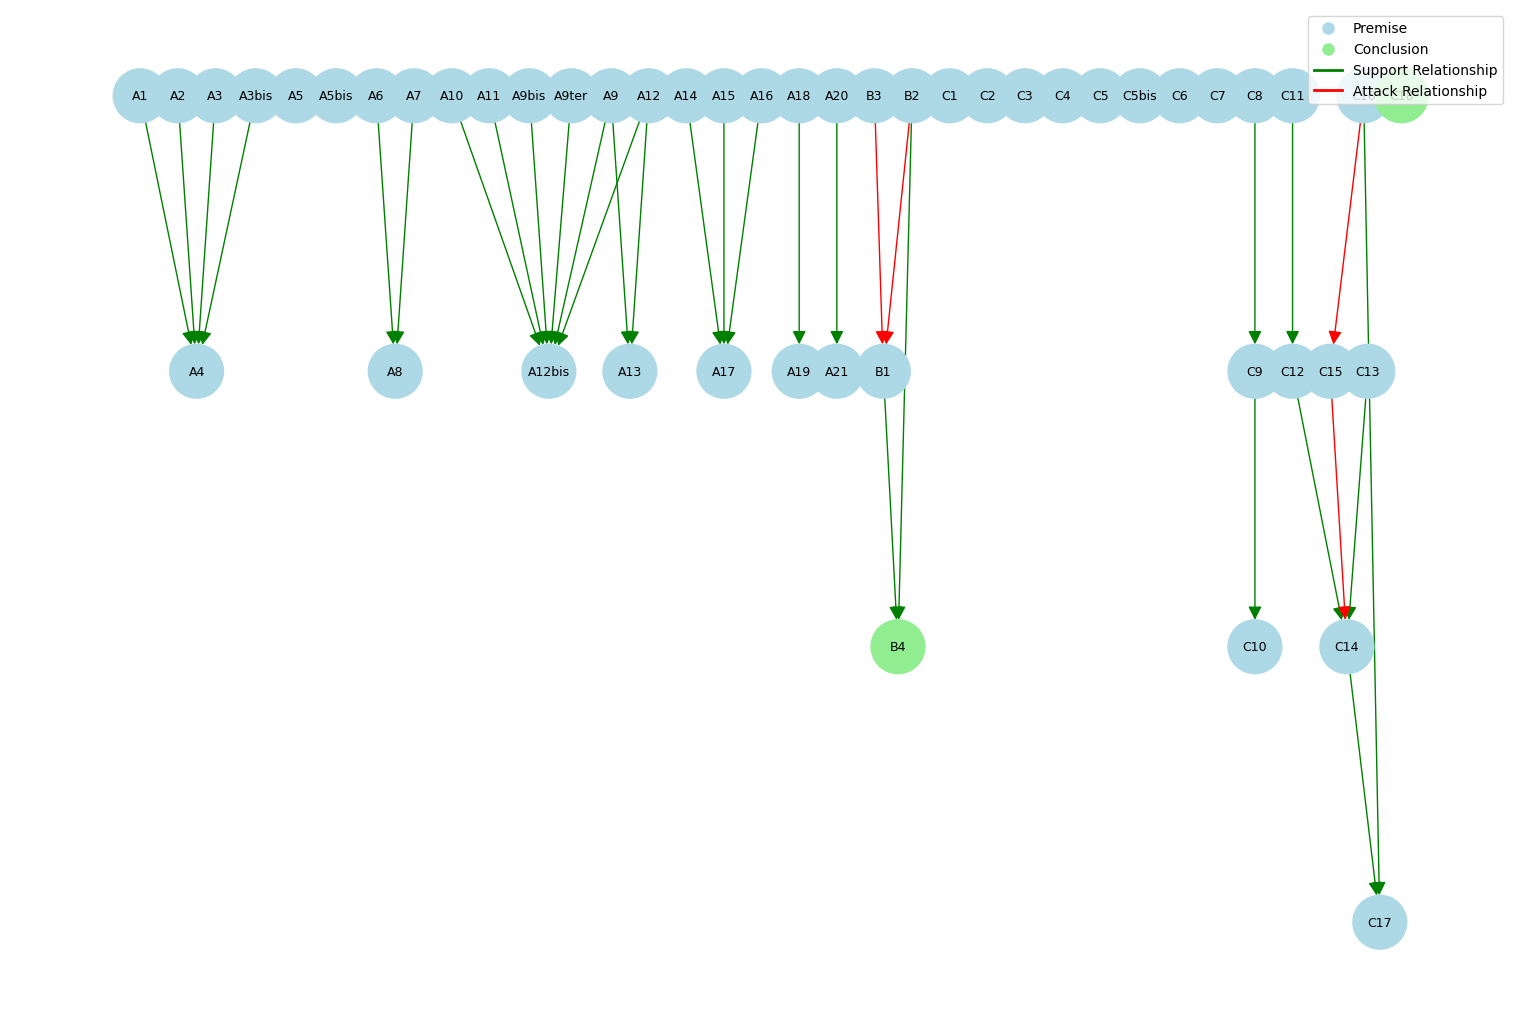 Premise
Conclusion
Support Relationship
Attack Relationship
A1 A2 A3 A3bis A5 A5bis A6 A7 A10 A11 A9bis A9ter A9 A12 A14 A15 A16 A18 A20 B3 B2 C1 C2 C3 C4 C5 C5bis C6 C7 C8 C11 C16 C18
A4 A8 A12bis A13 A17 A19 A21 B1 C9 C12 C15 C13
B4 C10 C14
C17